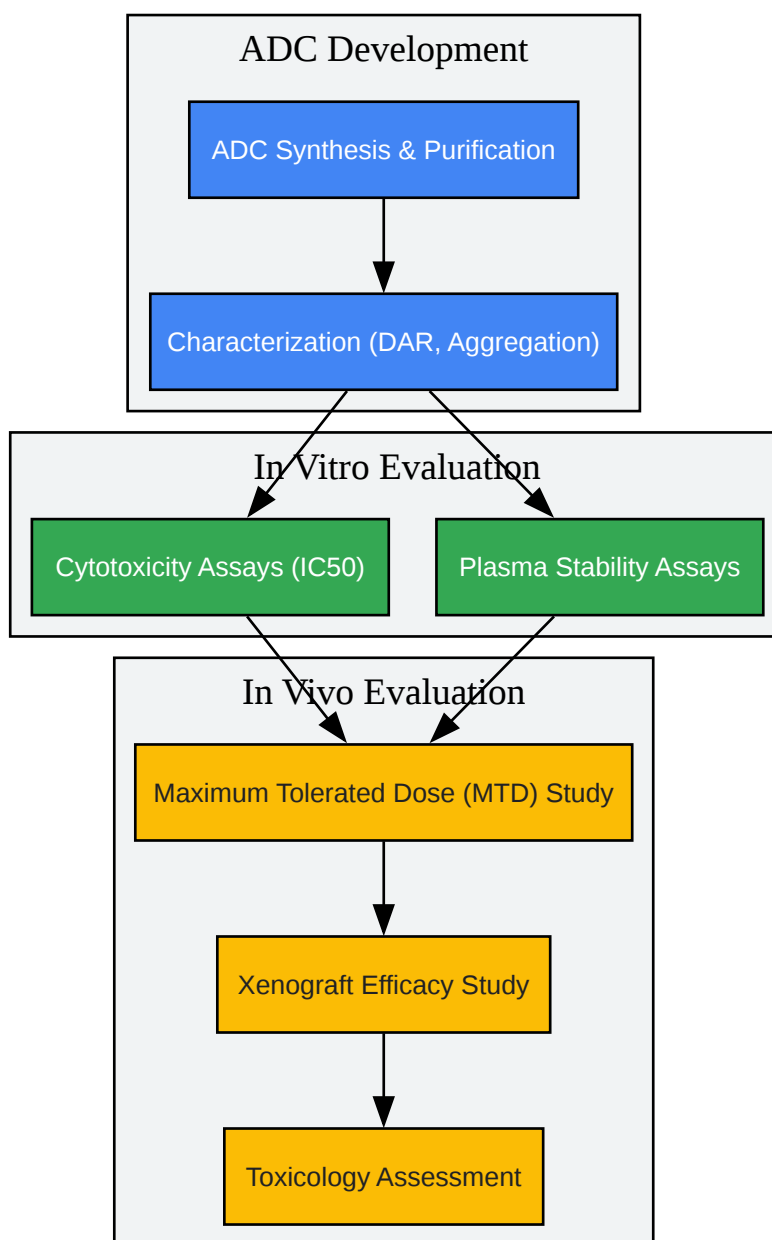 ADC Development
ADC Synthesis & Purification
Characterization (DAR, Aggregation)
In Vitro Evaluation
Cytotoxicity Assays (IC50)
Plasma Stability Assays
In Vivo Evaluation
Maximum Tolerated Dose (MTD) Study
Xenograft Efficacy Study
Toxicology Assessment